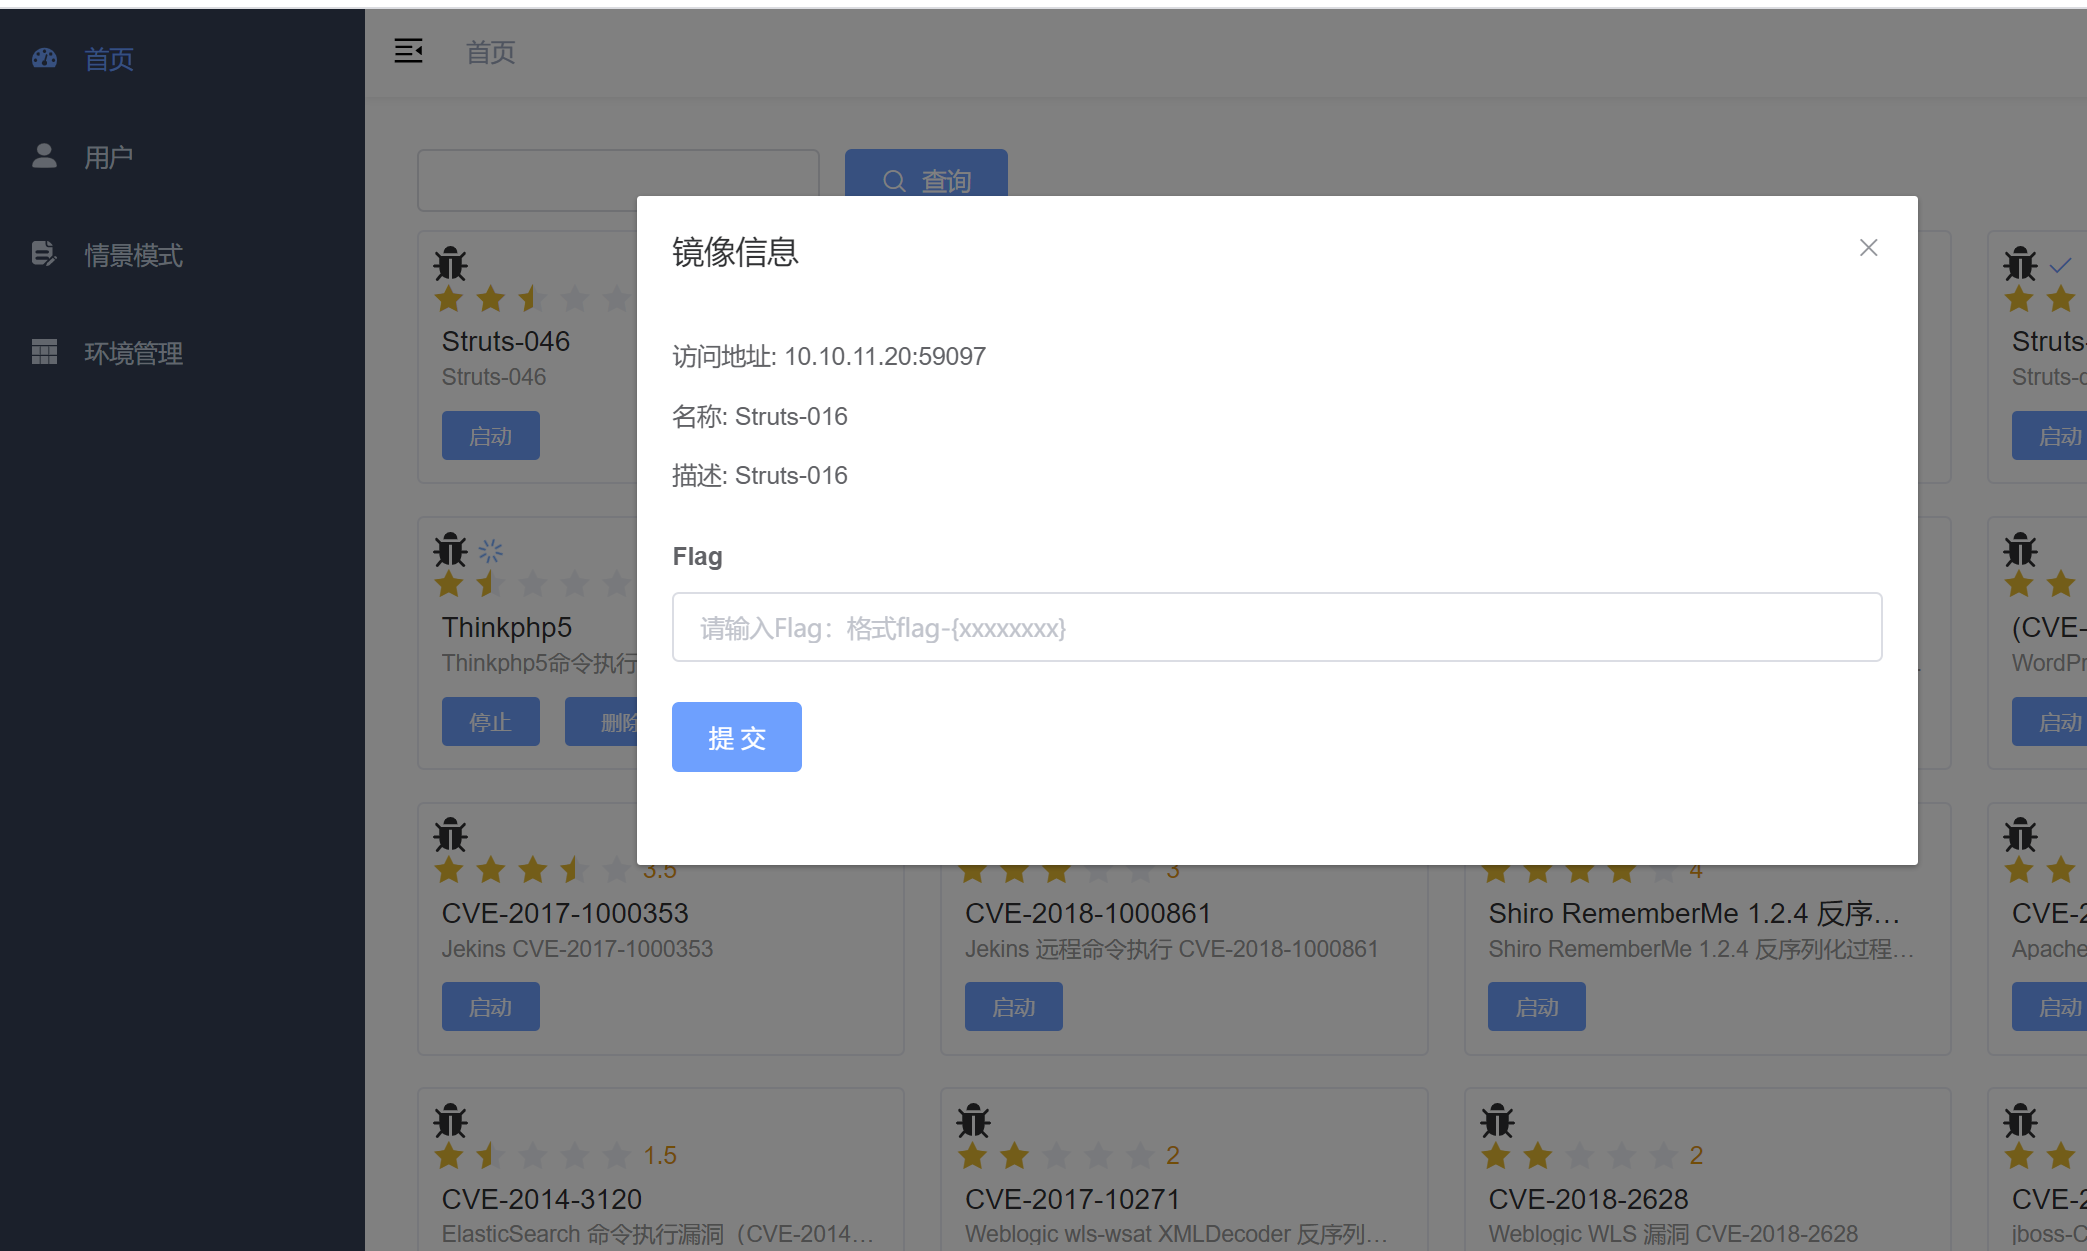 首页
用户
情景模式
环境管理
首页
查询
镜像信息
访问地址: 10.10.11.20:59097
名称: Struts-016
描述: Struts-016
Flag
请输入Flag：格式flag-{xxxxxxxx}
提 交
Struts-046
Struts-046
启动
Struts-
Struts-
启动
Thinkphp5
Thinkphp5命令执行
停止
删除
(CVE-
WordPr
启动
3.5
CVE-2017-1000353
Jekins CVE-2017-1000353
启动
3
CVE-2018-1000861
Jekins 远程命令执行 CVE-2018-1000861
启动
4
Shiro RememberMe 1.2.4 反序…
Shiro RememberMe 1.2.4 反序列化过程…
启动
CVE-2
Apache
启动
1.5
CVE-2014-3120
ElasticSearch 命令执行漏洞（CVE-2014…
2
CVE-2017-10271
Weblogic wls-wsat XMLDecoder 反序列…
2
CVE-2018-2628
Weblogic WLS 漏洞 CVE-2018-2628
CVE-2
jboss-C